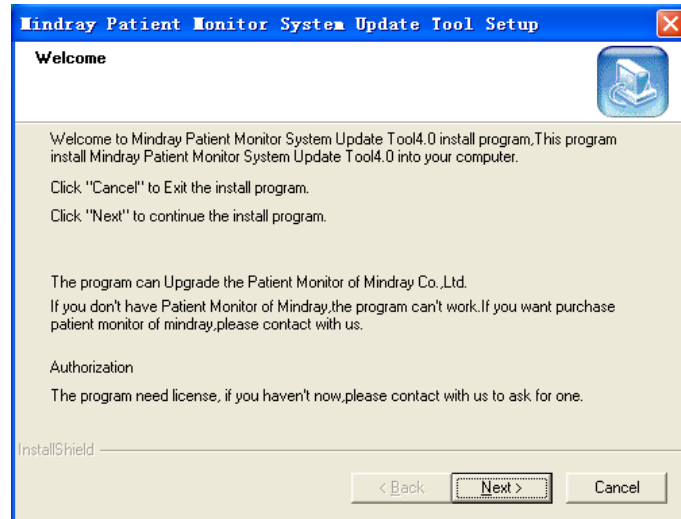 Mindray Patient Monitor System Update Tool Setup
Welcome
Welcome to Mindray Patient Monitor System Update Tool4.0 install program,This program
install Mindray Patient Monitor System Update Tool4.0 into your computer.
Click "Cancel" to Exit the install program.
Click "Next" to continue the install program.
The program can Upgrade the Patient Monitor of Mindray Co.,Ltd.
If you don't have Patient Monitor of Mindray,the program can't work.If you want purchase
patient monitor of mindray,please contact with us.
Authorization
The program need license, if you haven't now,please contact with us to ask for one.
InstallShield
< Back Next > Cancel